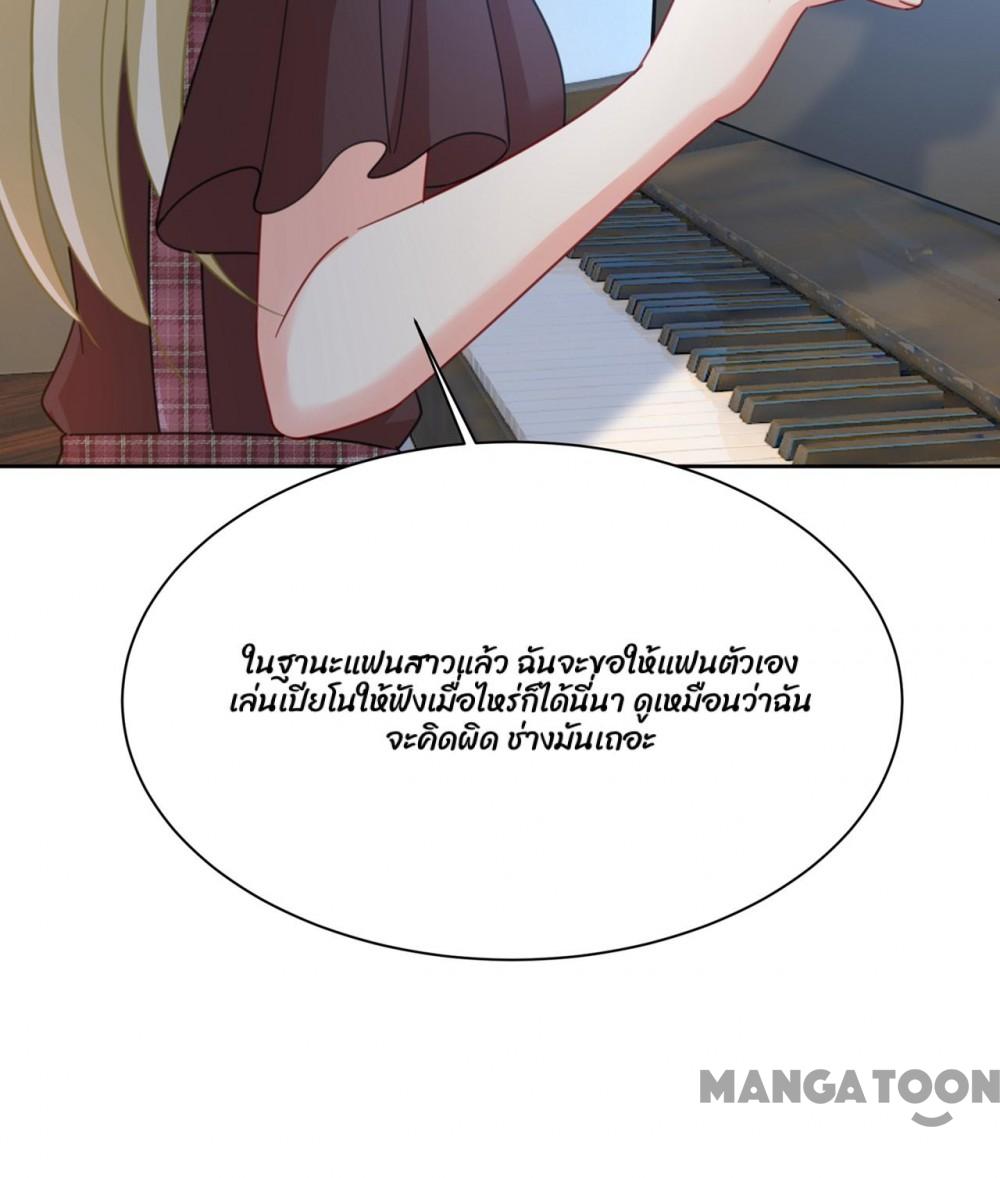 ในฐานะแฟนสาวแล้ว ฉันจะขอให้แฟนตัวเอง
เล่นเปียโนให้ฟังเมื่อไหร่ก็ได้นี่นา ดูเหมือนว่าฉัน
จะคิดผิด ช่างมันเถอะ
MANGATOON